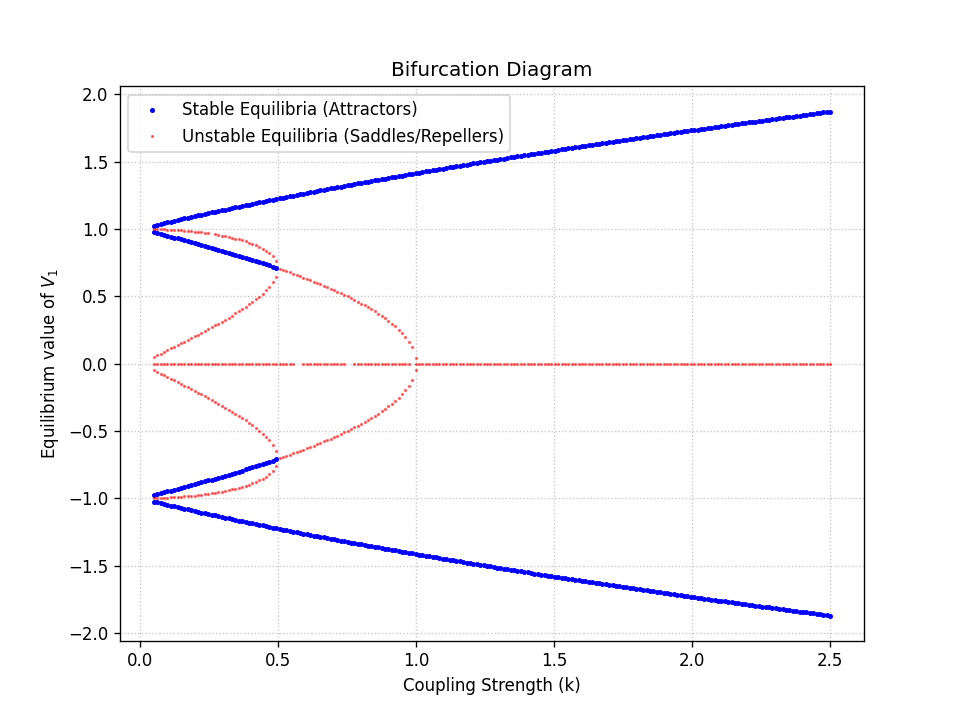 Bifurcation Diagram
Stable Equilibria (Attractors)
Unstable Equilibria (Saddles/Repellers)
2.0
1.5
1.0
0.5
0.0
−0.5
−1.0
−1.5
−2.0
Equilibrium value of V₁
0.0 0.5 1.0 1.5 2.0 2.5
Coupling Strength (k)